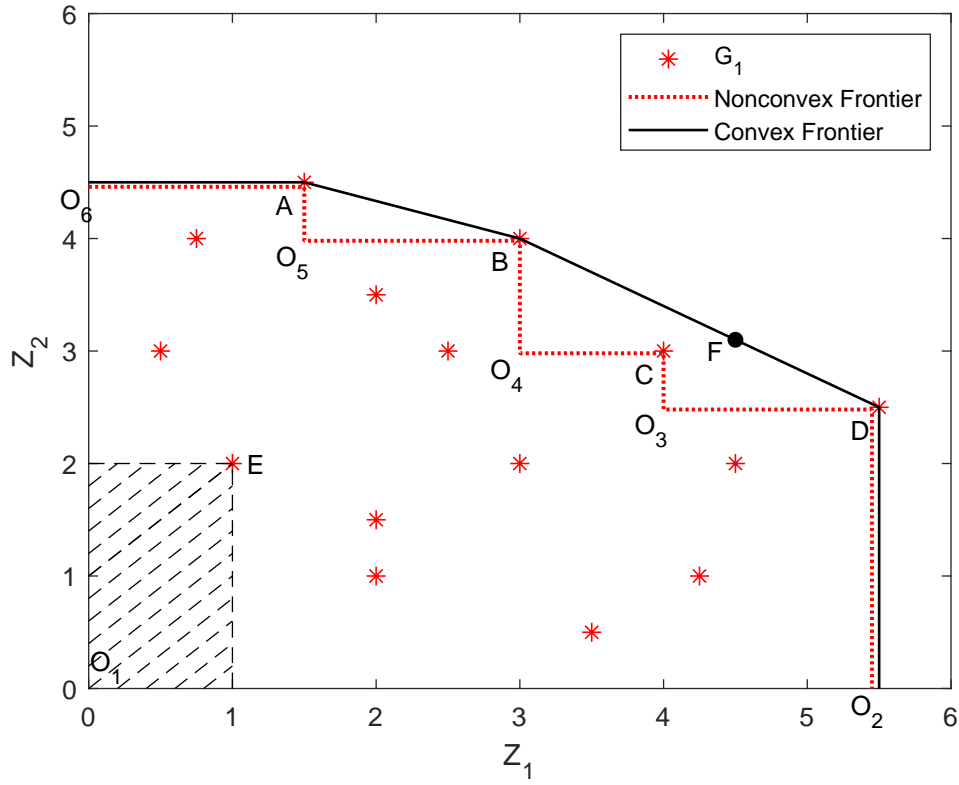 6
5
4
3
2
1
0
Z₂
G₁
Nonconvex Frontier
Convex Frontier
O₆
A
O₅
B
O₄
C
F
O₃
D
E
O₁
O₂
0 1 2 3 4 5 6
Z₁